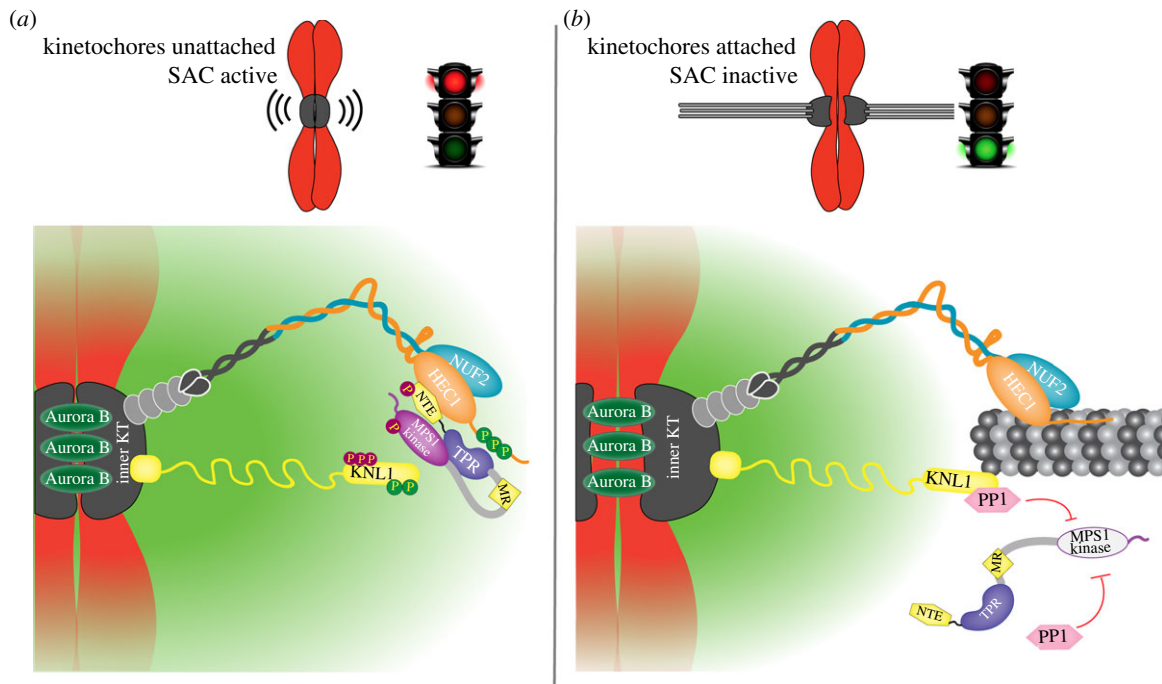 (a)
kinetochores unattached
SAC active
Aurora B
Aurora B
Aurora B
inner KT
NUF2
HEC1
P
NTE
P
MPS1
kinase
P
P
P
TPR
P P P
KNL1
P P
MR
(b)
kinetochores attached
SAC inactive
Aurora B
Aurora B
Aurora B
inner KT
NUF2
HEC1
KNL1
PP1
MPS1
kinase
MR
TPR
NTE
PP1